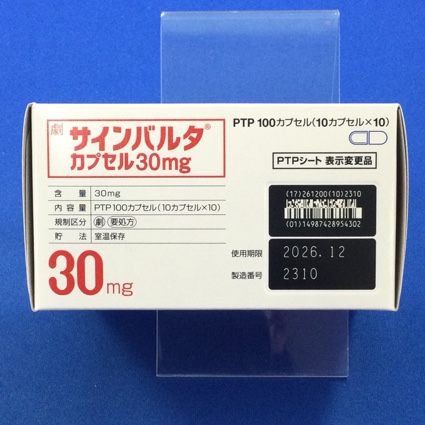 劇 サインバルタ®
カプセル30mg
PTP 100カプセル(10カプセル×10)
PTPシート 表示変更品
含量 30mg
内容量 PTP100カプセル(10カプセル×10)
規制区分 劇 要処方
貯法 室温保存
(17)261200(10)2310
(01)14987428954302
使用期限 2026.12
製造番号 2310
30mg